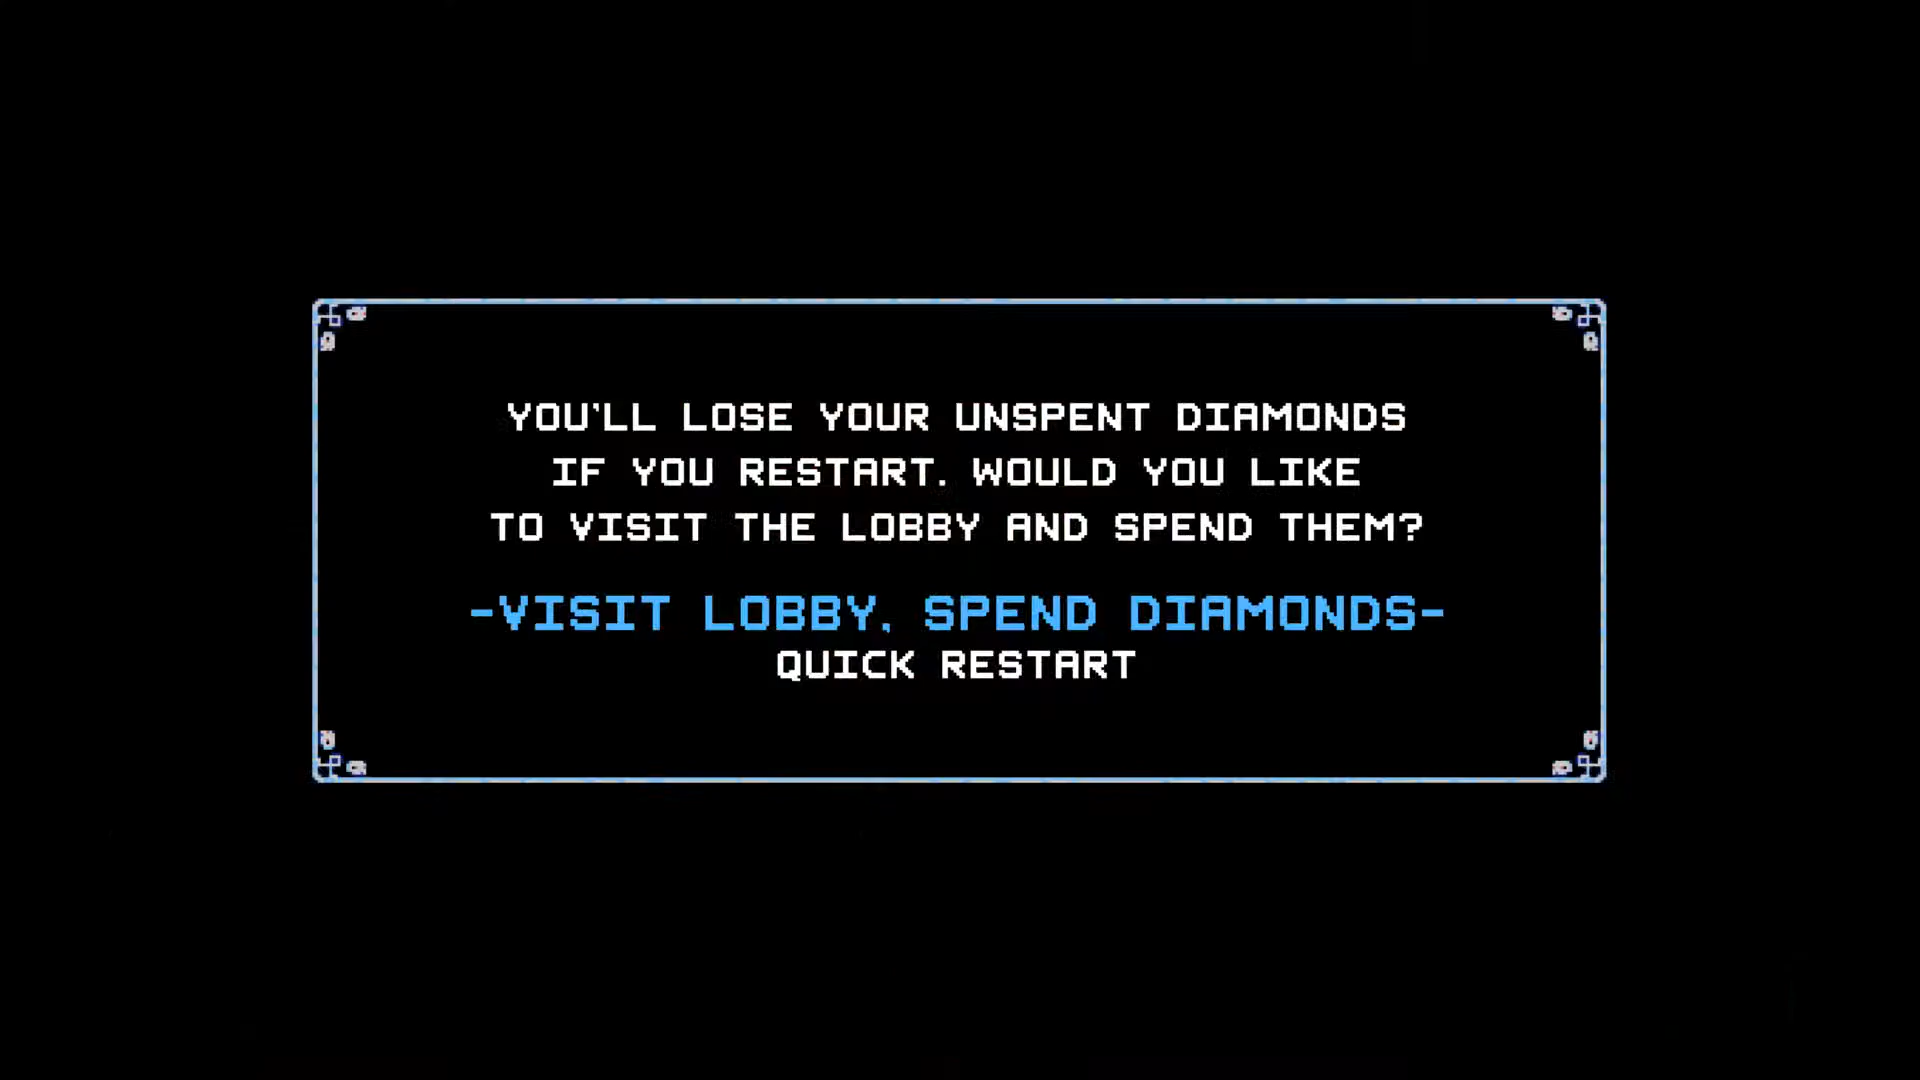 YOU'LL LOSE YOUR UNSPENT DIAMONDS
IF YOU RESTART. WOULD YOU LIKE
TO VISIT THE LOBBY AND SPEND THEM?
-VISIT LOBBY, SPEND DIAMONDS-
QUICK RESTART